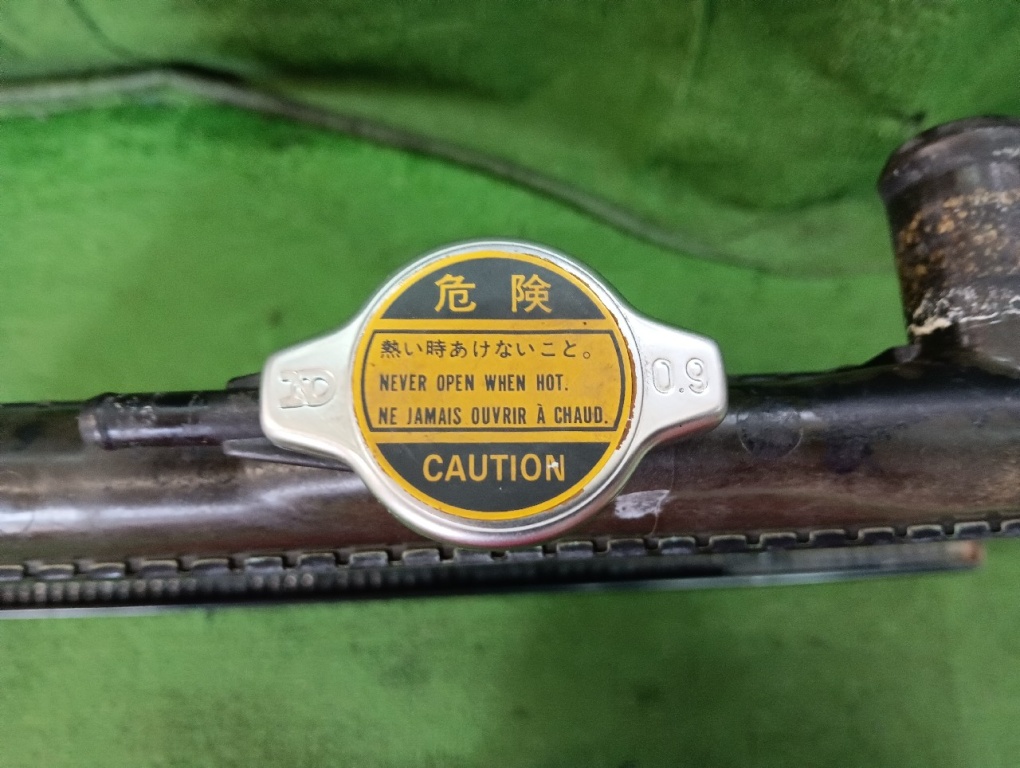 危険
熱い時あけないこと。
NEVER OPEN WHEN HOT.
NE JAMAIS OUVRIR À CHAUD.
CAUTION
0.9